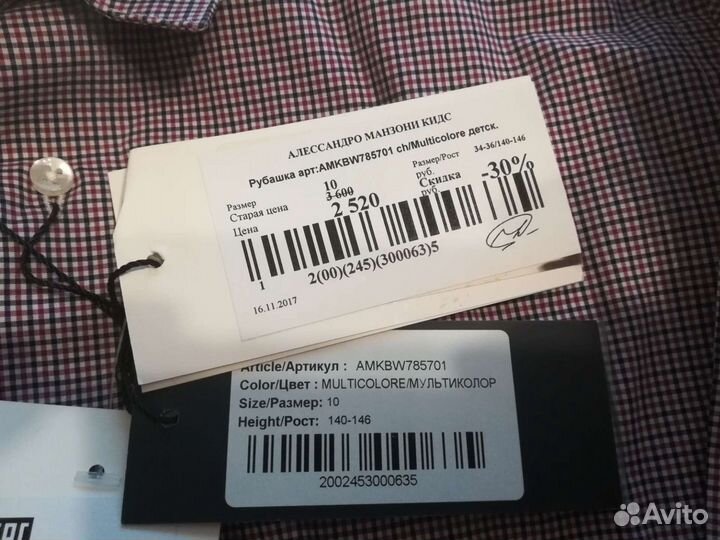 АЛЕССАНДРО МАНЗОНИ КИДС
Рубашка арт:AMKBW785701 ch/Multicolore детск.
Размер 10 Размер/Рост 34-36/140-146
Старая цена 3 600 руб.
Цена 2 520 Скидка -30%
руб.
1
2(00)(245)(300063)5
16.11.2017
Article/Артикул : AMKBW785701
Color/Цвет : MULTICOLORE/МУЛЬТИКОЛОР
Size/Размер: 10
Height/Рост: 140-146
2002453000635
Avito